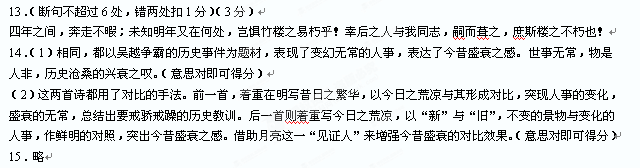 13.（断句不超过6处，错两处扣1分）（3分）
四年之间，奔走不暇；未知明年又在何处，岂惧竹楼之易朽乎！幸后之人与我同志，嗣而葺之，庶斯楼之不朽也！
14.（1）相同，都以吴越争霸的历史事件为题材，表现了变幻无常的人事，表达了今昔盛衰之感。世事无常，物是
人非，历史沧桑的兴衰之叹。（意思对即可得分）
（2）这两首诗都用了对比的手法。前一首，着重在明写昔日之繁华，以今日之荒凉与其形成对比，突现人事的变化，
盛衰的无常，总结出要戒骄戒躁的历史教训。后一首则着重写今日之荒凉，以“新”与“旧”，不变的景物与变化的
人事，作鲜明的对照，突出今昔盛衰之感。借助月亮这一“见证人”来增强今昔盛衰的对比效果。（意思对即可得分）
15．略